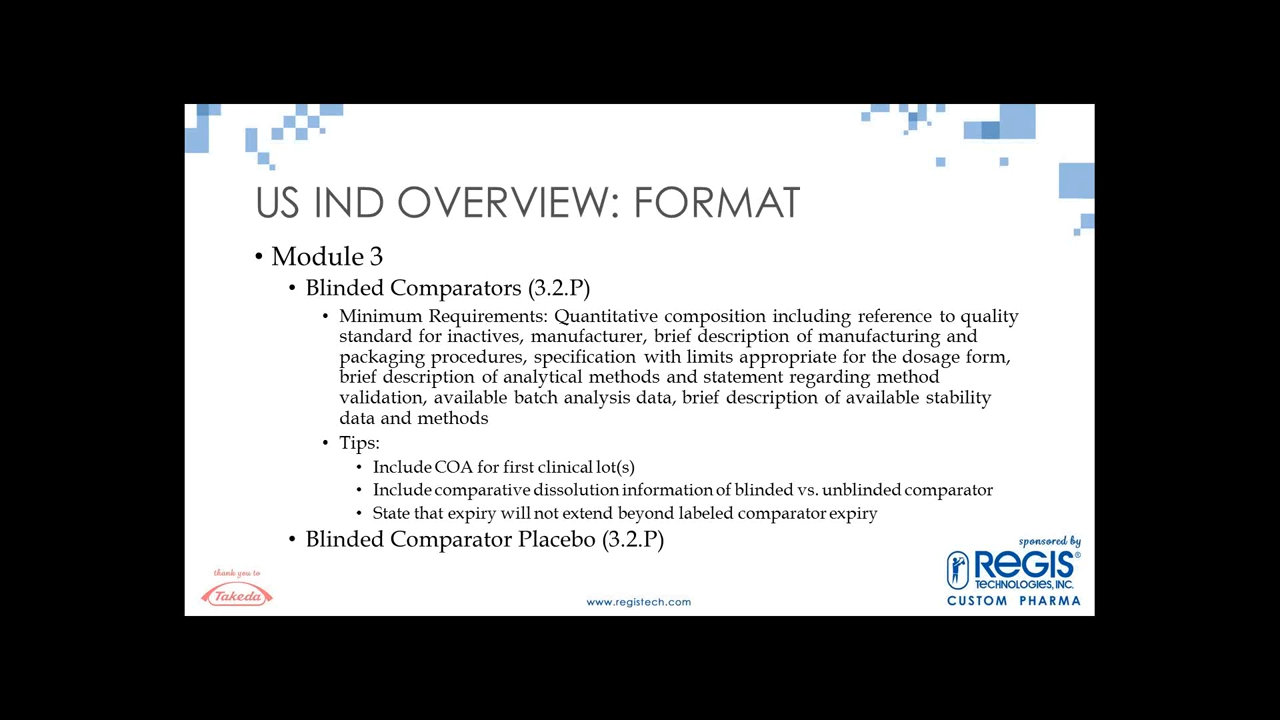 US IND OVERVIEW: FORMAT
• Module 3
• Blinded Comparators (3.2.P)
• Minimum Requirements: Quantitative composition including reference to quality
standard for inactives, manufacturer, brief description of manufacturing and
packaging procedures, specification with limits appropriate for the dosage form,
brief description of analytical methods and statement regarding method
validation, available batch analysis data, brief description of available stability
data and methods
• Tips:
• Include COA for first clinical lot(s)
• Include comparative dissolution information of blinded vs. unblinded comparator
• State that expiry will not extend beyond labeled comparator expiry
• Blinded Comparator Placebo (3.2.P)
thank you to
Takeda
www.registech.com
sponsored by
REGIS®
TECHNOLOGIES, INC.
CUSTOM PHARMA